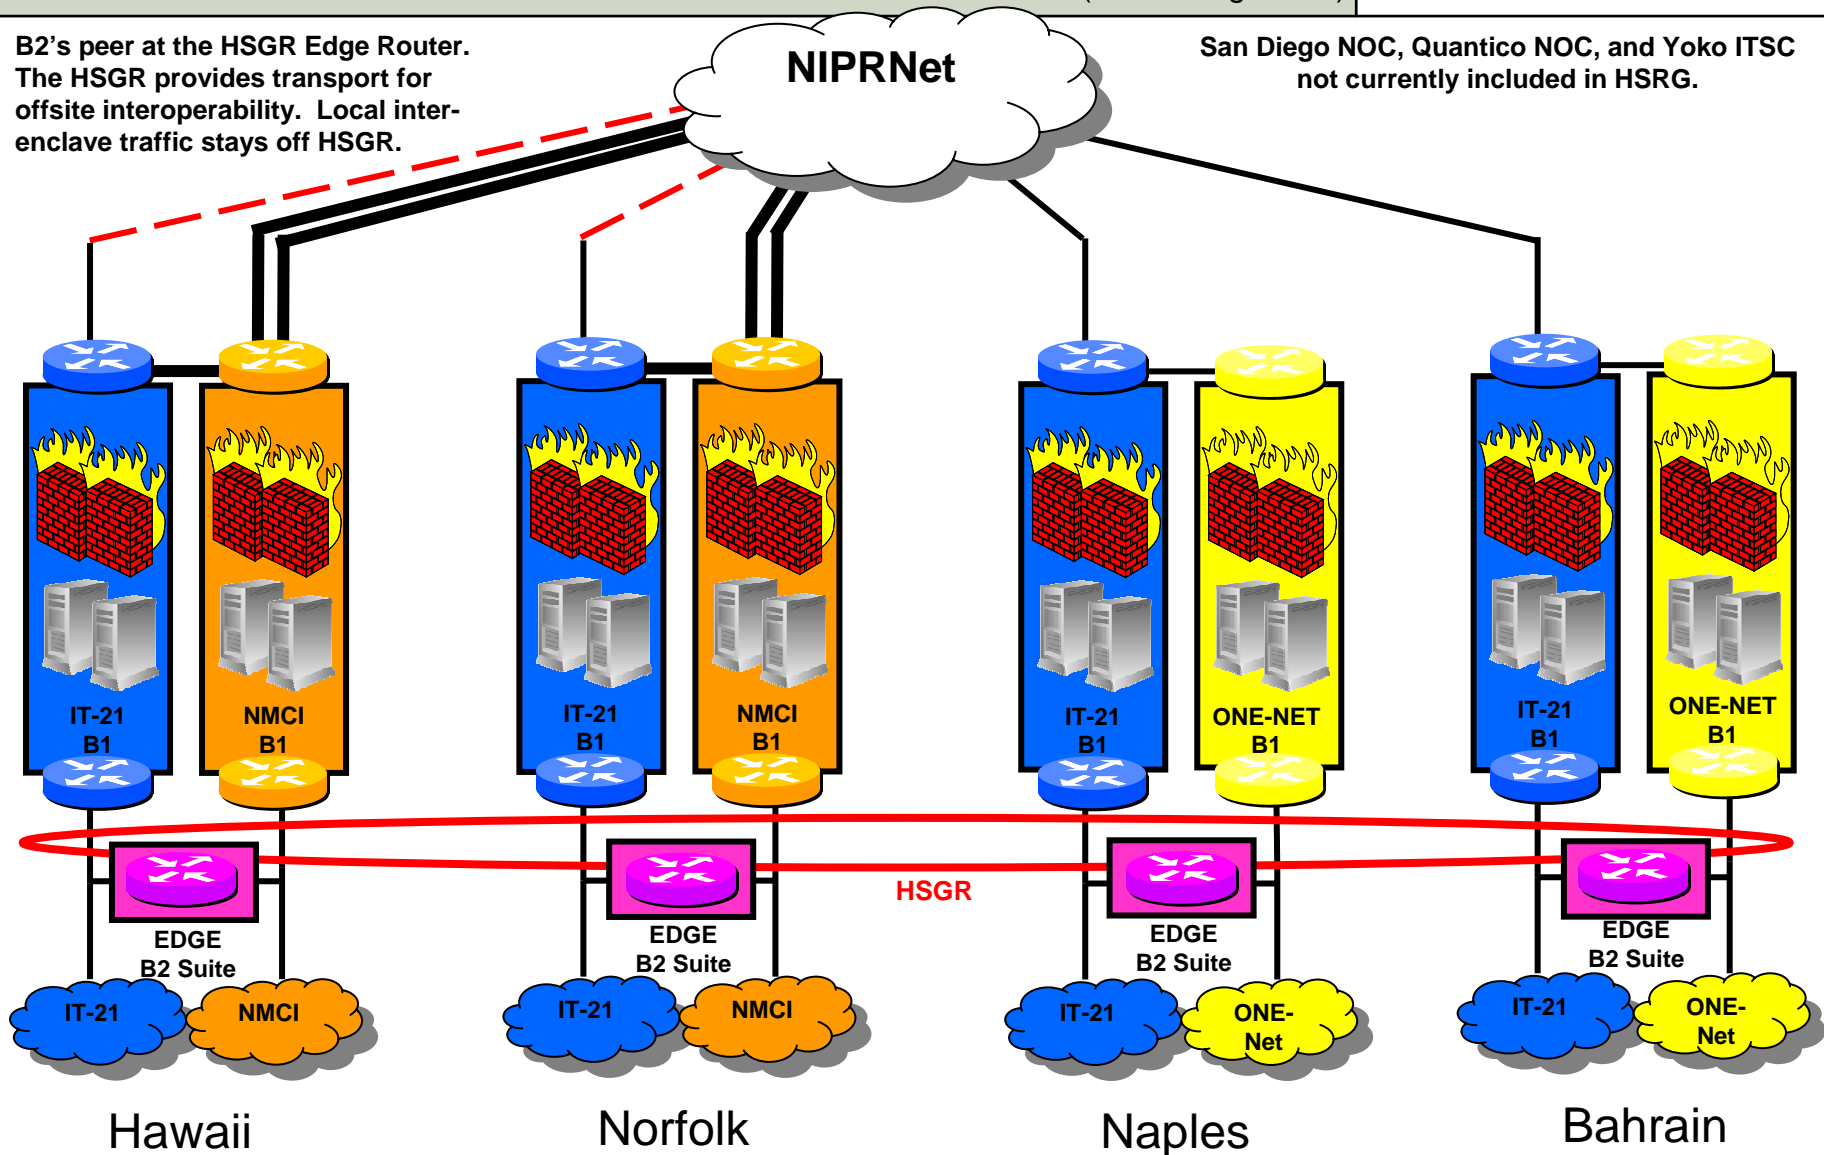 B2’s peer at the HSGR Edge Router.
The HSGR provides transport for
offsite interoperability.  Local inter-
enclave traffic stays off HSGR.
NIPRNet
San Diego NOC, Quantico NOC, and Yoko ITSC
not currently included in HSRG.
IT-21
B1
NMCI
B1
IT-21
B1
NMCI
B1
IT-21
B1
ONE-NET
B1
IT-21
B1
ONE-NET
B1
HSGR
EDGE
B2 Suite
EDGE
B2 Suite
EDGE
B2 Suite
EDGE
B2 Suite
IT-21
NMCI
IT-21
NMCI
IT-21
ONE-
Net
IT-21
ONE-
Net
Hawaii
Norfolk
Naples
Bahrain